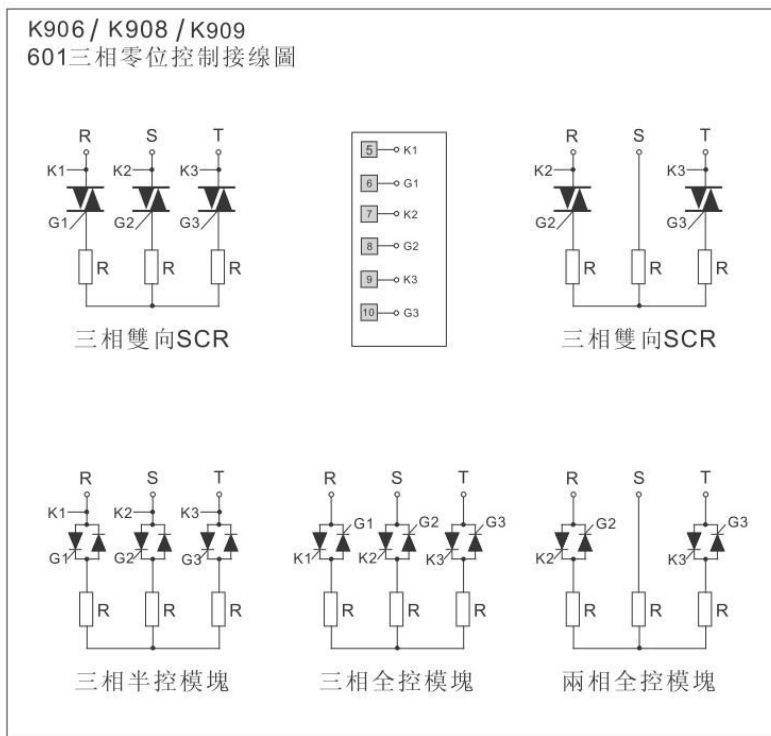 K906 / K908 / K909
601三相零位控制接线圖
R S T
K1 K2 K3
G1 G2 G3
R R R
三相雙向SCR
5 K1
6 G1
7 K2
8 G2
9 K3
10 G3
R S T
K2 K3
G2 G3
R R R
三相雙向SCR
R S T
K1 K2 K3
G1 G2 G3
R R R
三相半控模塊
R S T
G1 G2 G3
K1 K2 K3
R R R
三相全控模塊
R S T
G2 G3
K2 K3
R R R
兩相全控模塊